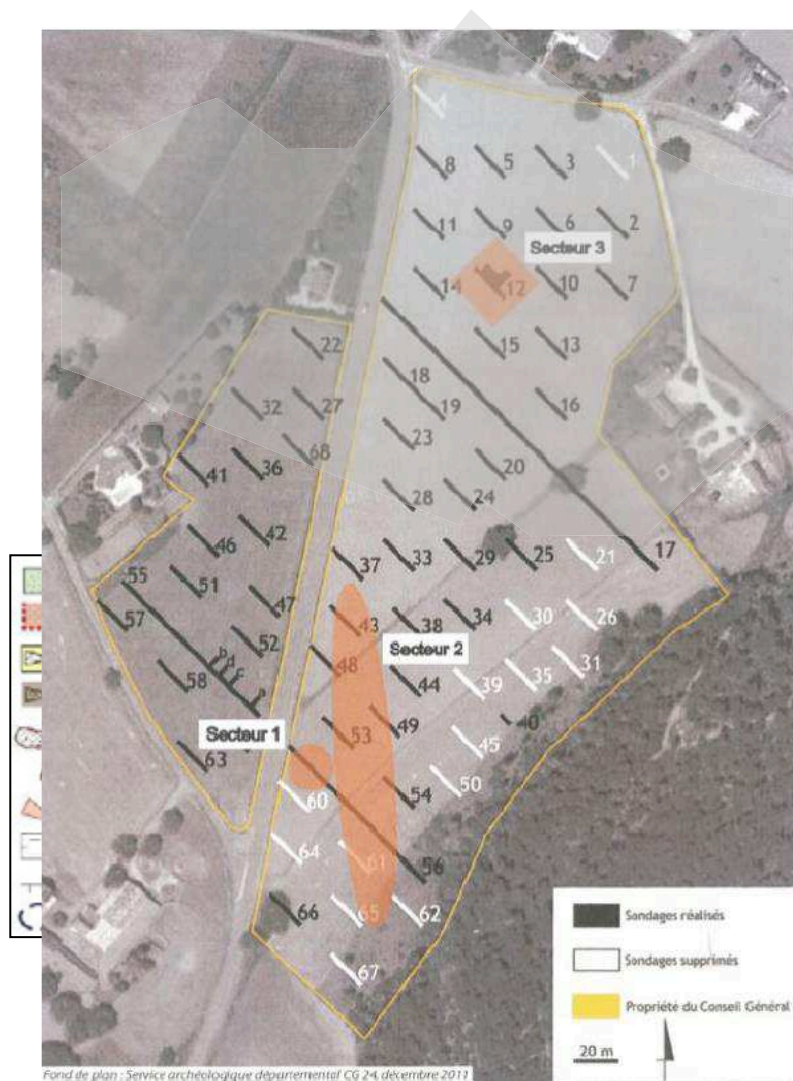 4
8 5 3 1
11 9 6 2
Secteur 3
14 12 10 7
22 15 13
18
32 27 19 16
23
68
41 36 20
28 24
46 42
37 33 29 25 21 17
55 51
57 47 43 38 34 30 26
52 Secteur 2
b
d
c
58 48 44 39 35 31
a
49 40
Secteur 1 53 45
63
50
60 54
64 61 56
66 65 62
67
Sondages réalisés
Sondages supprimés
Propriété du Conseil Général
20 m
Fond de plan : Service archéologique départemental CG 24, décembre 2011